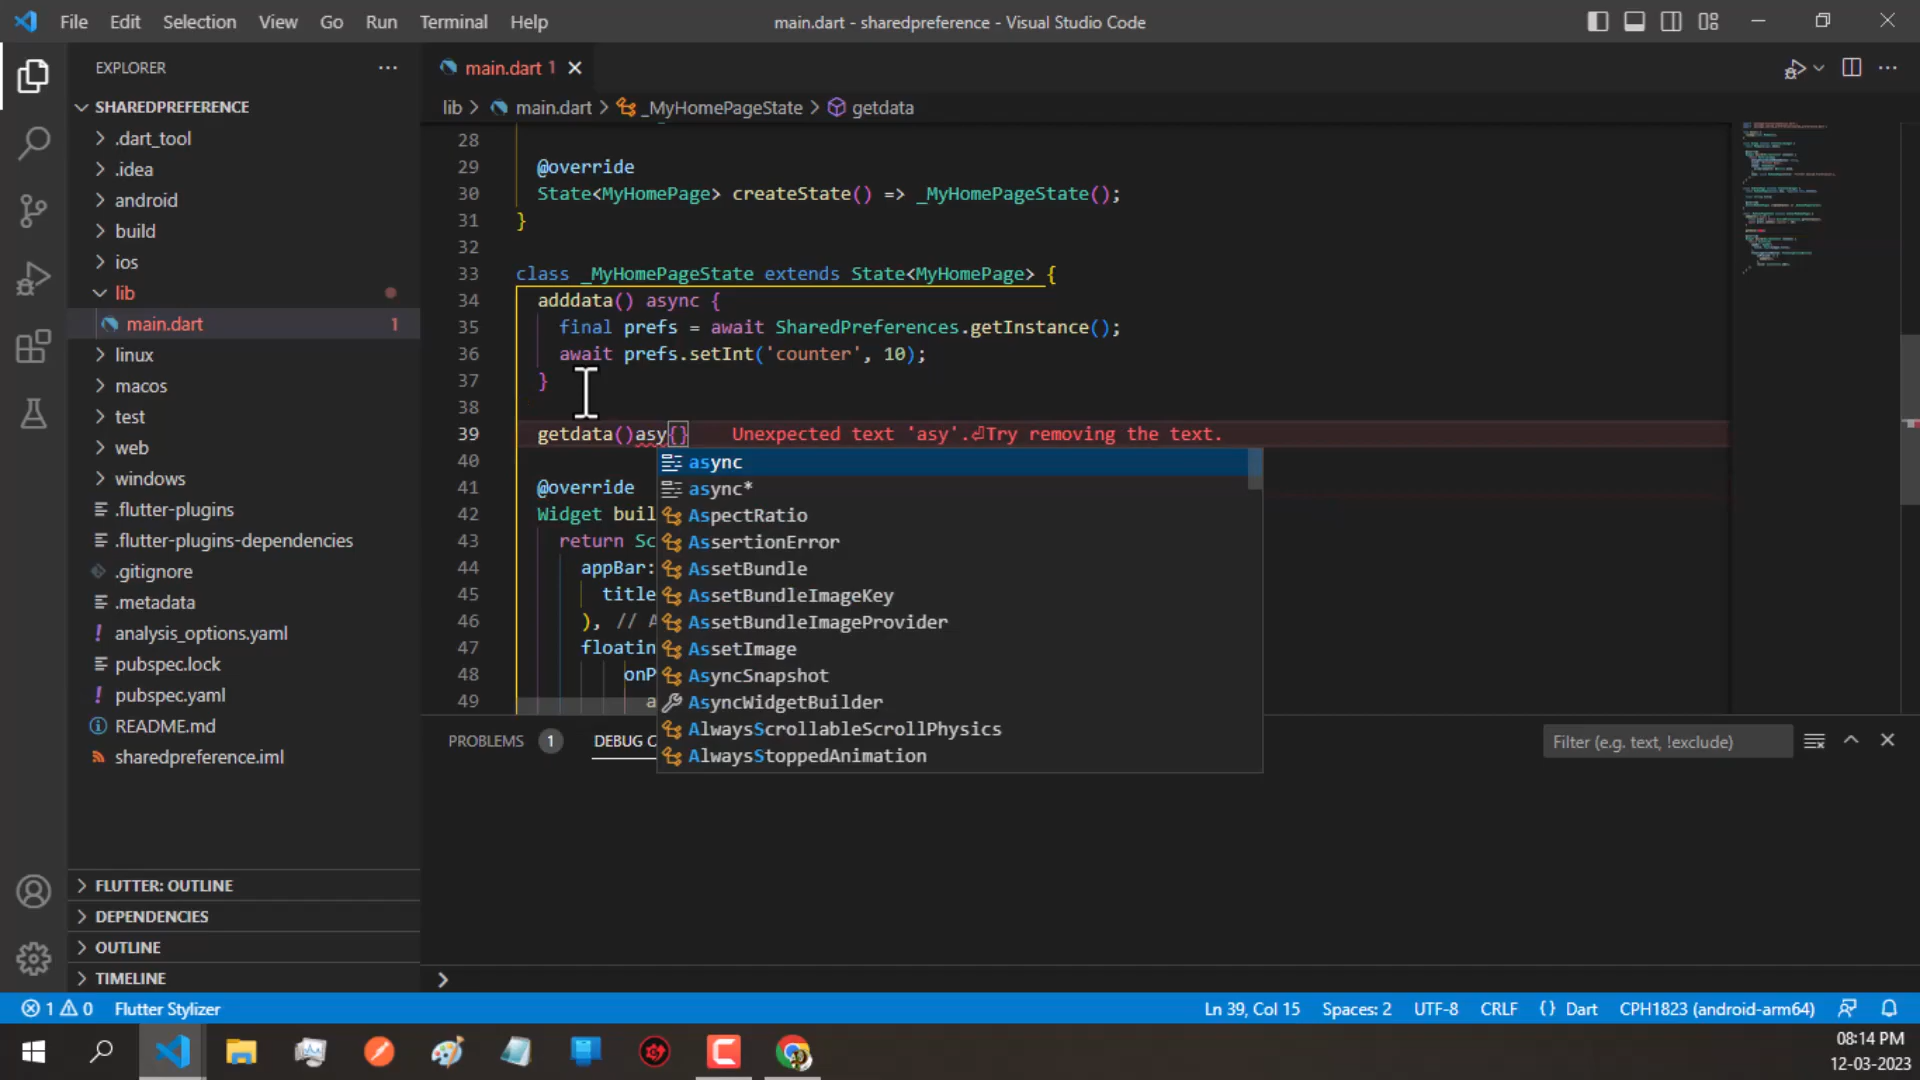 File Edit Selection View Go Run Terminal Help
main.dart - sharedpreference - Visual Studio Code
EXPLORER
SHAREDPREFERENCE
.dart_tool
.idea
android
build
ios
lib
main.dart 1
linux
macos
test
web
windows
.flutter-plugins
.flutter-plugins-dependencies
.gitignore
.metadata
analysis_options.yaml
pubspec.lock
pubspec.yaml
README.md
sharedpreference.iml
FLUTTER: OUTLINE
DEPENDENCIES
OUTLINE
TIMELINE
main.dart 1
lib > main.dart > _MyHomePageState > getdata
28
29 @override
30 State<MyHomePage> createState() => _MyHomePageState();
31 }
32
33 class _MyHomePageState extends State<MyHomePage> {
34 adddata() async {
35 final prefs = await SharedPreferences.getInstance();
36 await prefs.setInt('counter', 10);
37 }
38
39 getdata()asy{} Unexpected text 'asy'.⏎Try removing the text.
40
41 @override
42 Widget buil
43 return Sc
44 appBar:
45 title
46 ), // A
47 floatin
48 onP
49 a
async
async*
AspectRatio
AssertionError
AssetBundle
AssetBundleImageKey
AssetBundleImageProvider
AssetImage
AsyncSnapshot
AsyncWidgetBuilder
AlwaysScrollableScrollPhysics
AlwaysStoppedAnimation
PROBLEMS 1 DEBUG C
Filter (e.g. text, !exclude)
1 0 Flutter Stylizer
Ln 39, Col 15 Spaces: 2 UTF-8 CRLF {} Dart CPH1823 (android-arm64)
08:14 PM
12-03-2023